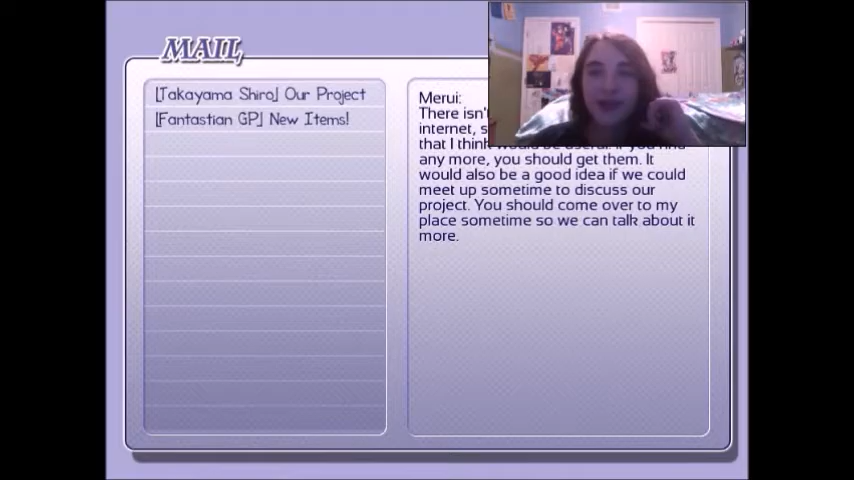 MAIL
[Takayama Shiro] Our Project
[Fantastian GP] New Items!
Merui:
There isn't
internet, s
that I think would be useful. If you find
any more, you should get them. It
would also be a good idea if we could
meet up sometime to discuss our
project. You should come over to my
place sometime so we can talk about it
more.